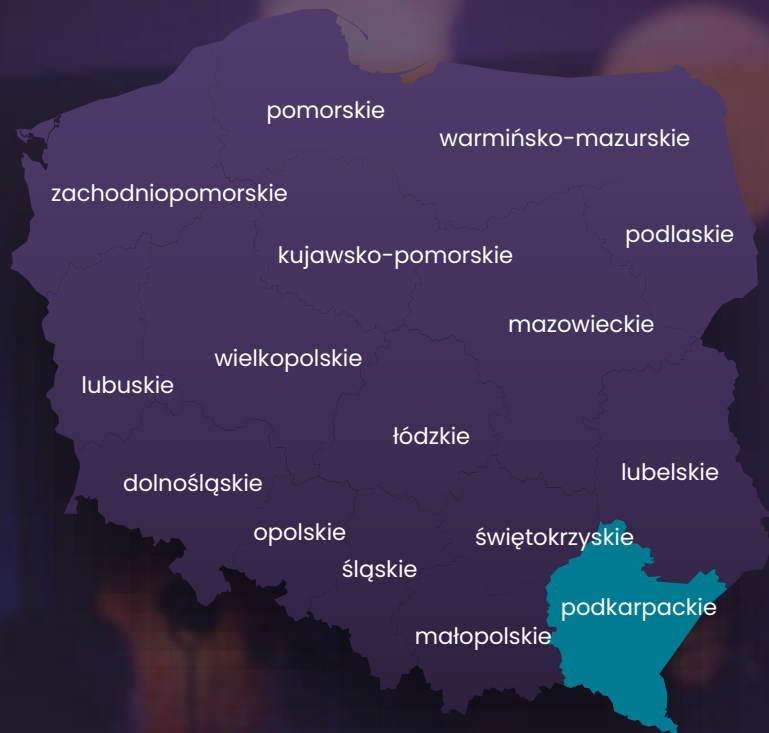 pomorskie
warmińsko-mazurskie
zachodniopomorskie
podlaskie
kujawsko-pomorskie
mazowieckie
wielkopolskie
lubuskie
łódzkie
lubelskie
dolnośląskie
opolskie
świętokrzyskie
śląskie
podkarpackie
małopolskie